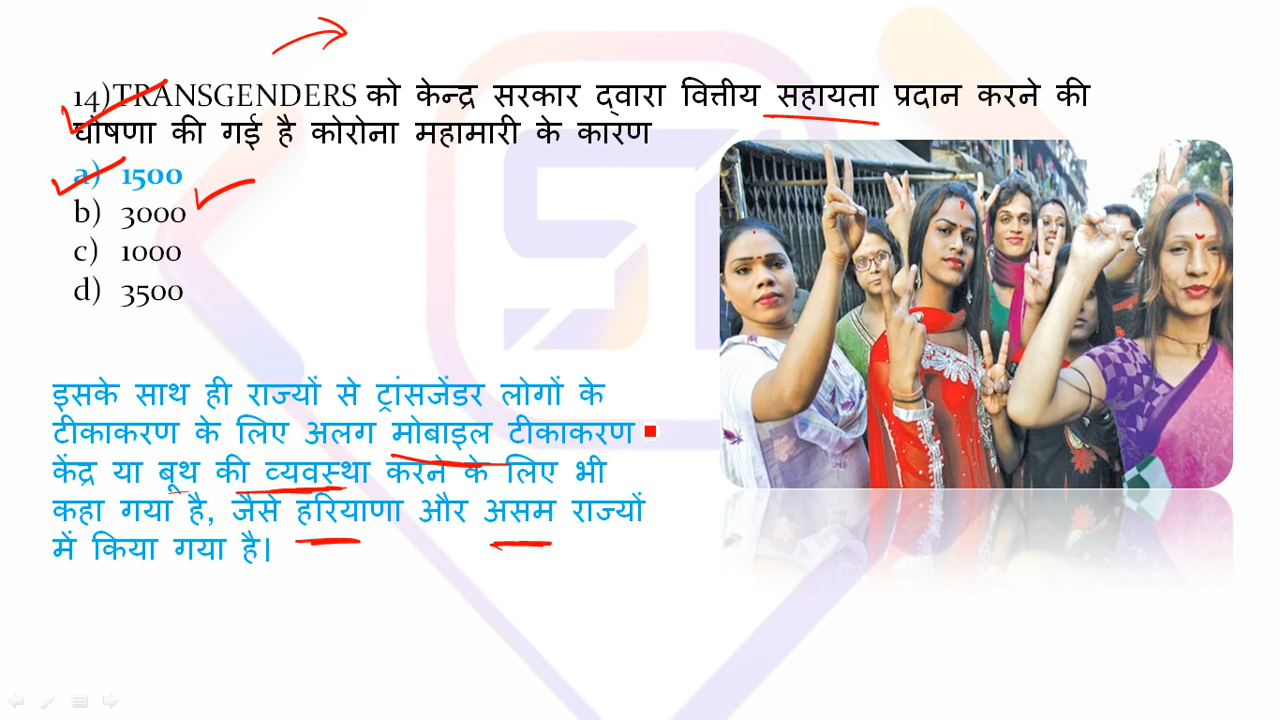 14)TRANSGENDERS को केन्द्र सरकार द्वारा वित्तीय सहायता प्रदान करने की
घोषणा की गई है कोरोना महामारी के कारण
a) 1500
b) 3000
c) 1000
d) 3500
इसके साथ ही राज्यों से ट्रांसजेंडर लोगों के
टीकाकरण के लिए अलग मोबाइल टीकाकरण
केंद्र या बूथ की व्यवस्था करने के लिए भी
कहा गया है, जैसे हरियाणा और असम राज्यों
में किया गया है।